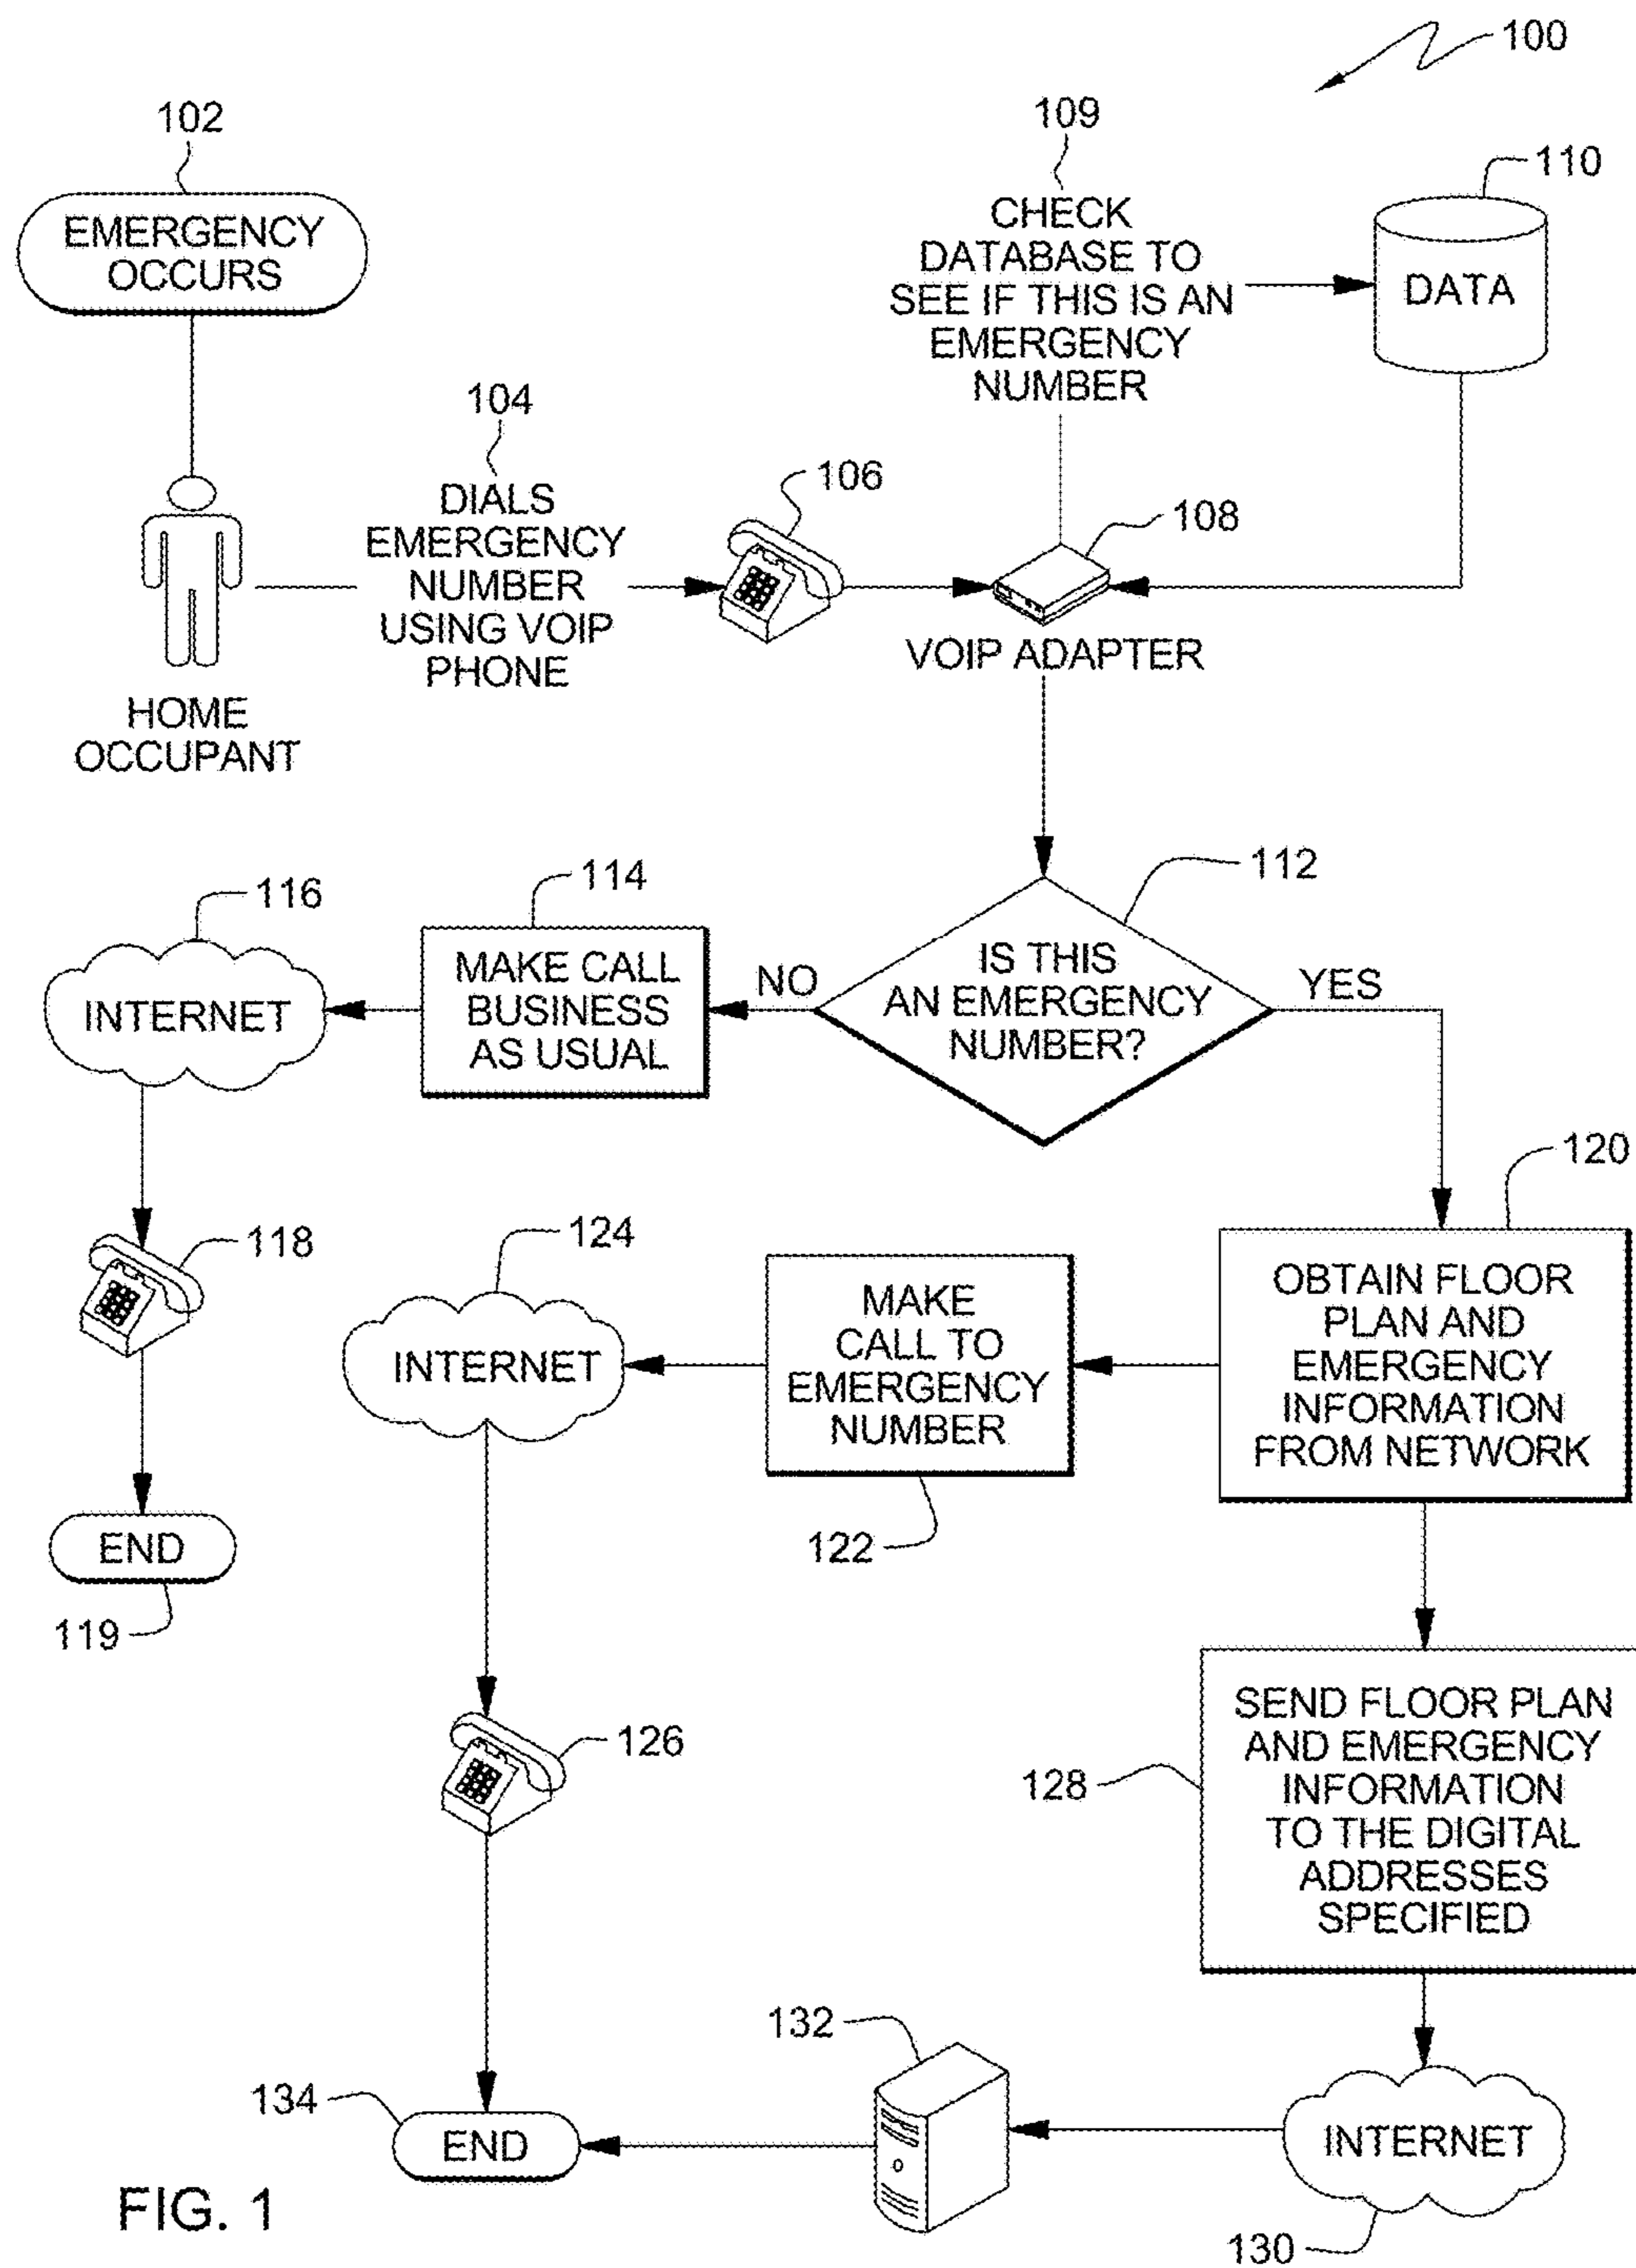 100
102
EMERGENCY
OCCURS
109
CHECK
DATABASE TO
SEE IF THIS IS AN
EMERGENCY
NUMBER
110
DATA
104
DIALS
EMERGENCY
NUMBER
USING VOIP
PHONE
106
108
VOIP ADAPTER
HOME
OCCUPANT
112
IS THIS
AN EMERGENCY
NUMBER?
NO
YES
114
MAKE CALL
BUSINESS
AS USUAL
116
INTERNET
118
END
119
120
OBTAIN FLOOR
PLAN AND
EMERGENCY
INFORMATION
FROM NETWORK
122
MAKE
CALL TO
EMERGENCY
NUMBER
124
INTERNET
126
128
SEND FLOOR PLAN
AND EMERGENCY
INFORMATION
TO THE DIGITAL
ADDRESSES
SPECIFIED
130
INTERNET
132
134
END
FIG. 1